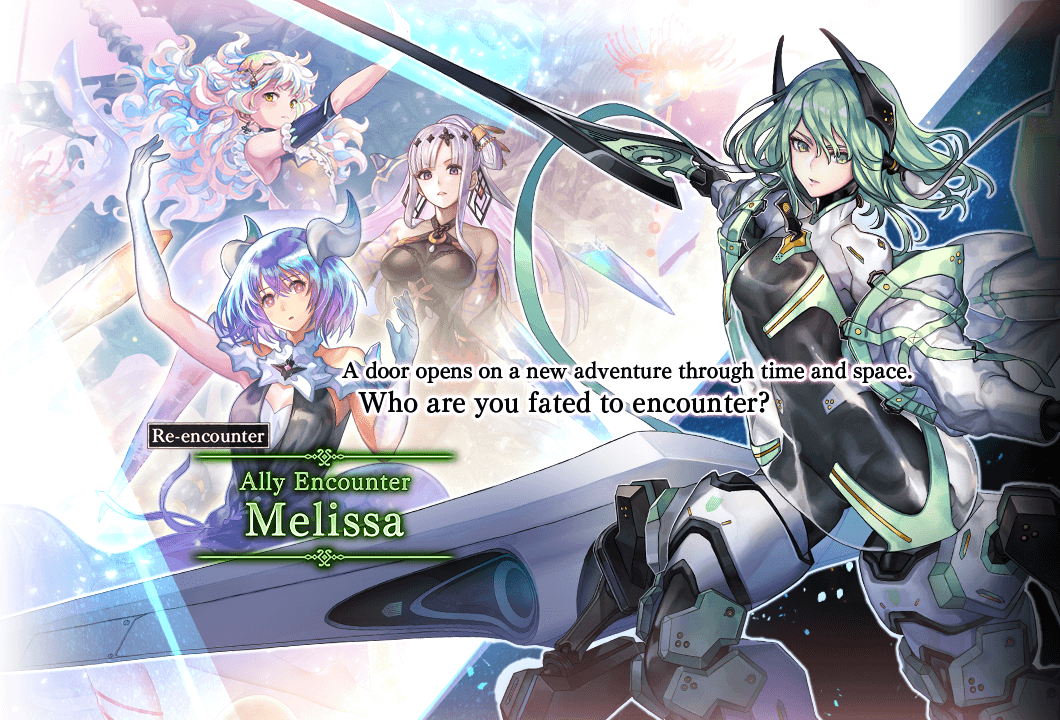 A door opens on a new adventure through time and space.
Who are you fated to encounter?
Re-encounter
Ally Encounter
Melissa